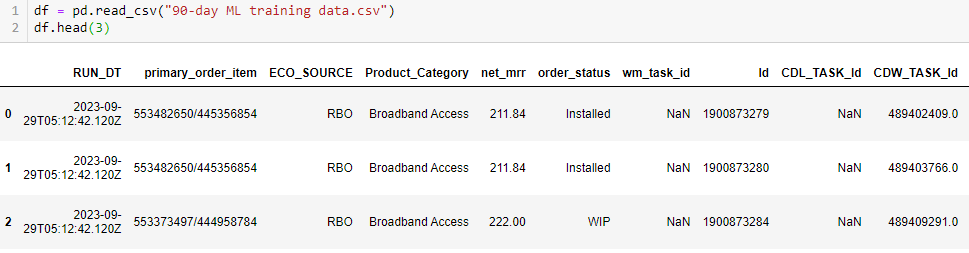 1 df = pd.read_csv("90-day ML training data.csv")
2 df.head(3)
RUN_DT primary_order_item ECO_SOURCE Product_Category net_mrr order_status wm_task_id Id CDL_TASK_Id CDW_TASK_Id
0 2023-09-29T05:12:42.120Z 553482650/445356854 RBO Broadband Access 211.84 Installed NaN 1900873279 NaN 489402409.0
1 2023-09-29T05:12:42.120Z 553482650/445356854 RBO Broadband Access 211.84 Installed NaN 1900873280 NaN 489403766.0
2 2023-09-29T05:12:42.120Z 553373497/444958784 RBO Broadband Access 222.00 WIP NaN 1900873284 NaN 489409291.0